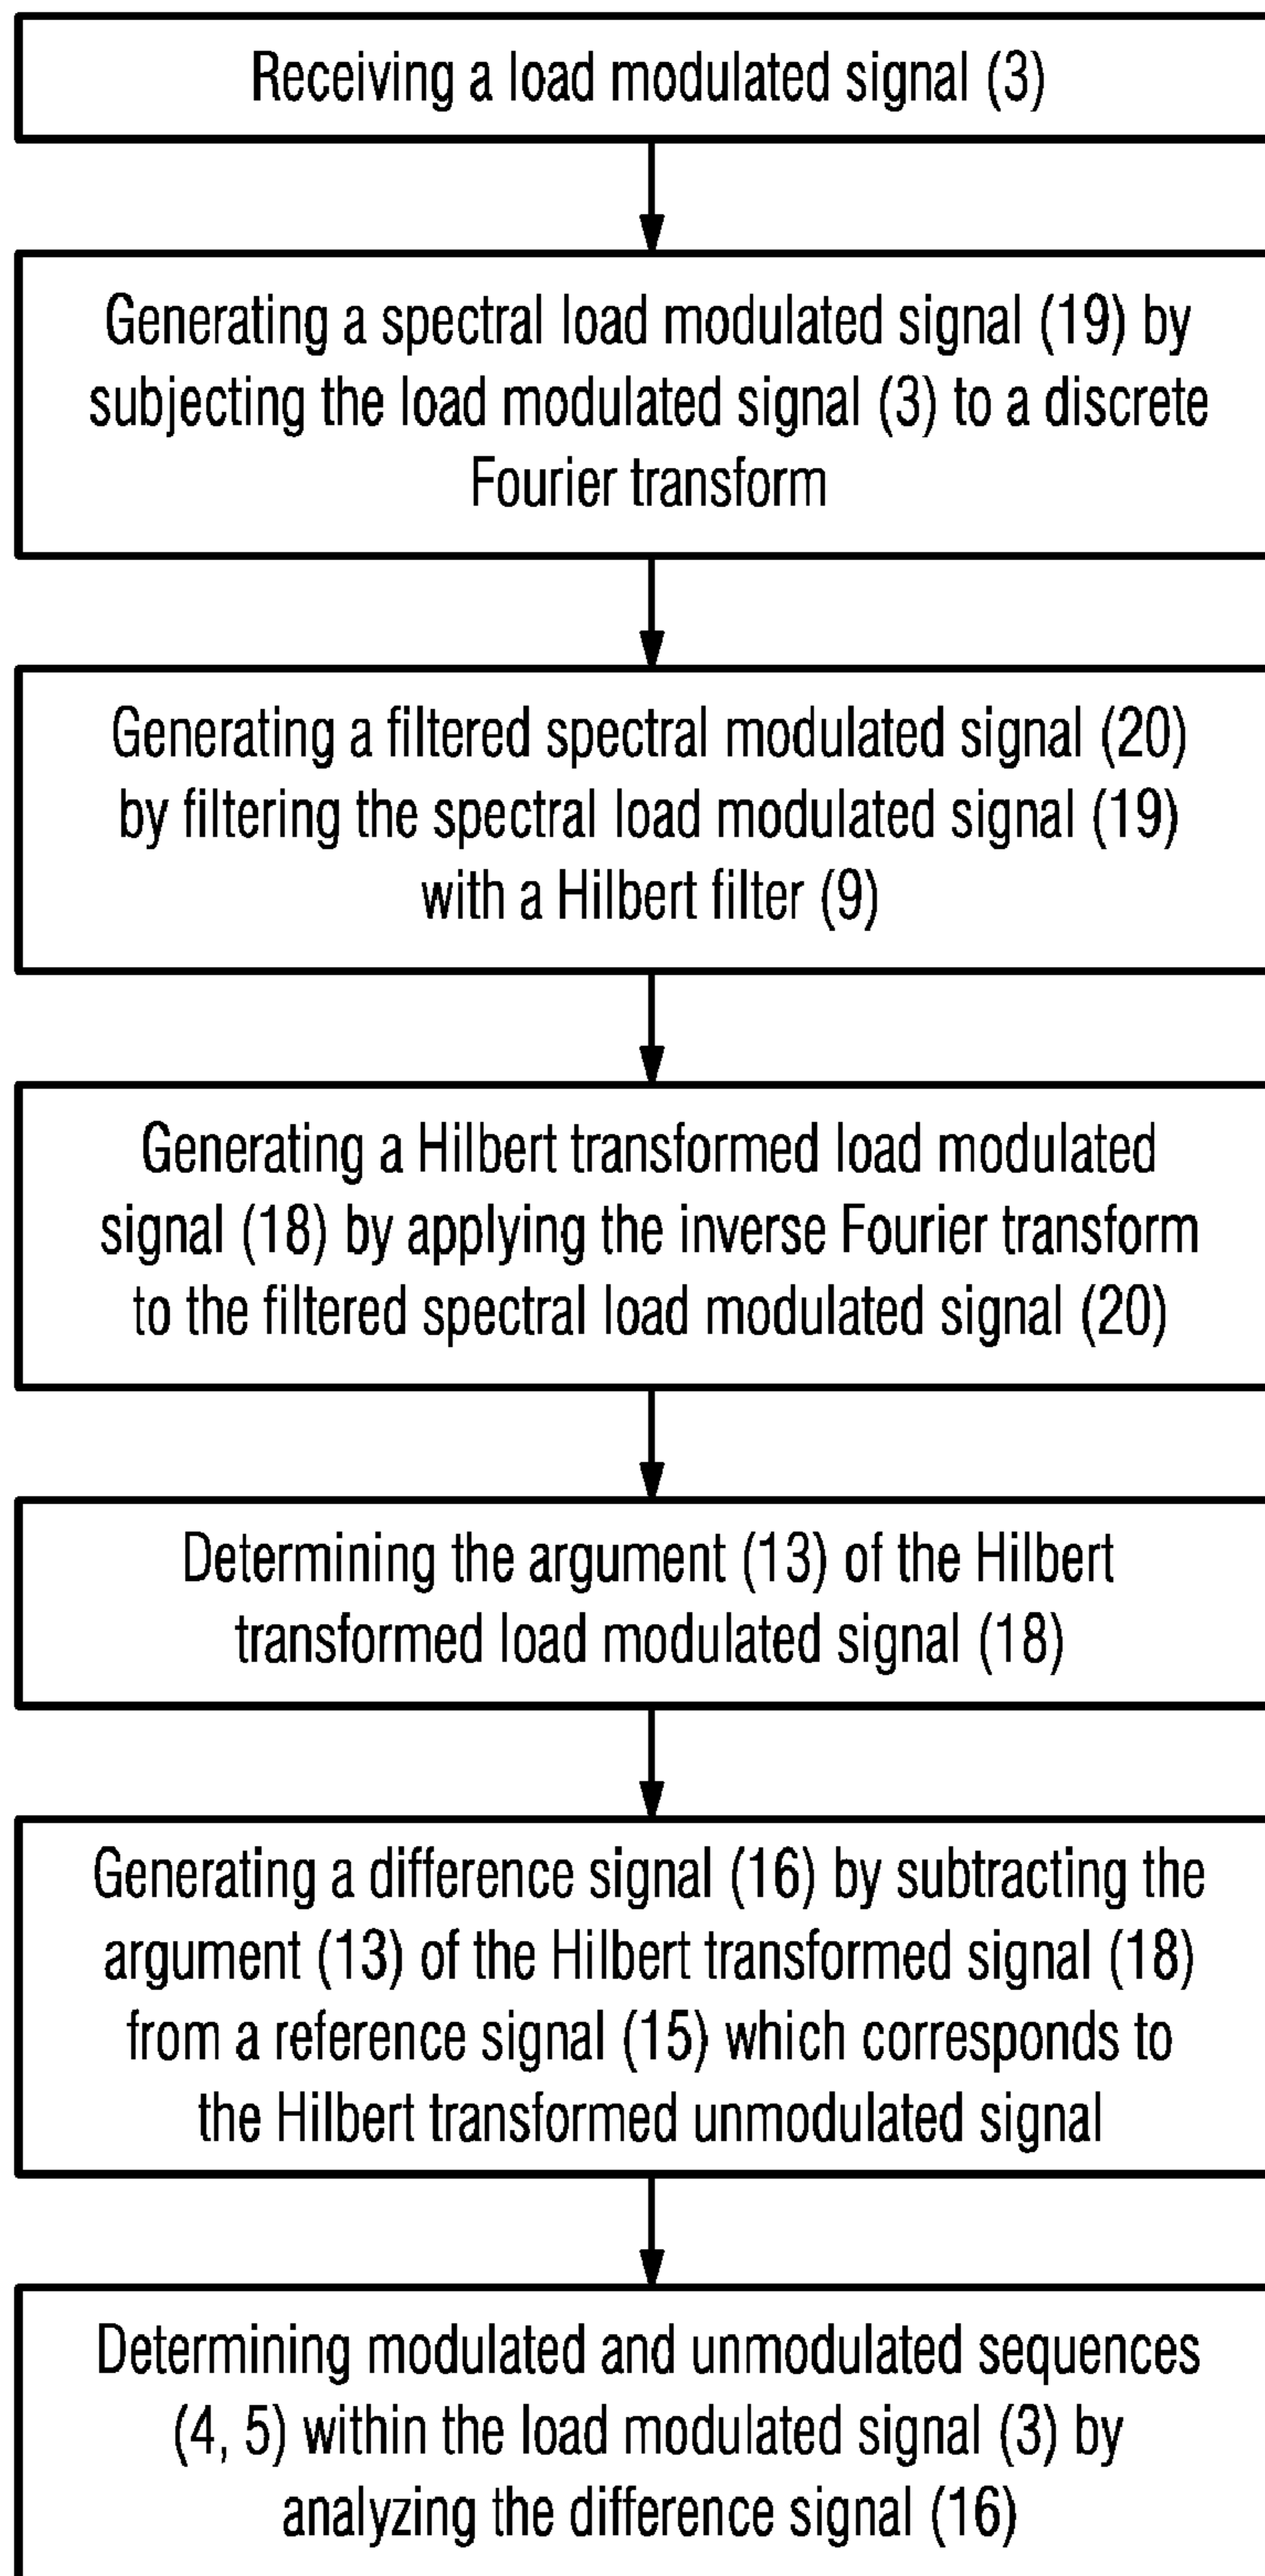 Receiving a load modulated signal (3)
Generating a spectral load modulated signal (19) by
subjecting the load modulated signal (3) to a discrete
Fourier transform
Generating a filtered spectral modulated signal (20)
by filtering the spectral load modulated signal (19)
with a Hilbert filter (9)
Generating a Hilbert transformed load modulated
signal (18) by applying the inverse Fourier transform
to the filtered spectral load modulated signal (20)
Determining the argument (13) of the Hilbert
transformed load modulated signal (18)
Generating a difference signal (16) by subtracting the
argument (13) of the Hilbert transformed signal (18)
from a reference signal (15) which corresponds to
the Hilbert transformed unmodulated signal
Determining modulated and unmodulated sequences
(4, 5) within the load modulated signal (3) by
analyzing the difference signal (16)